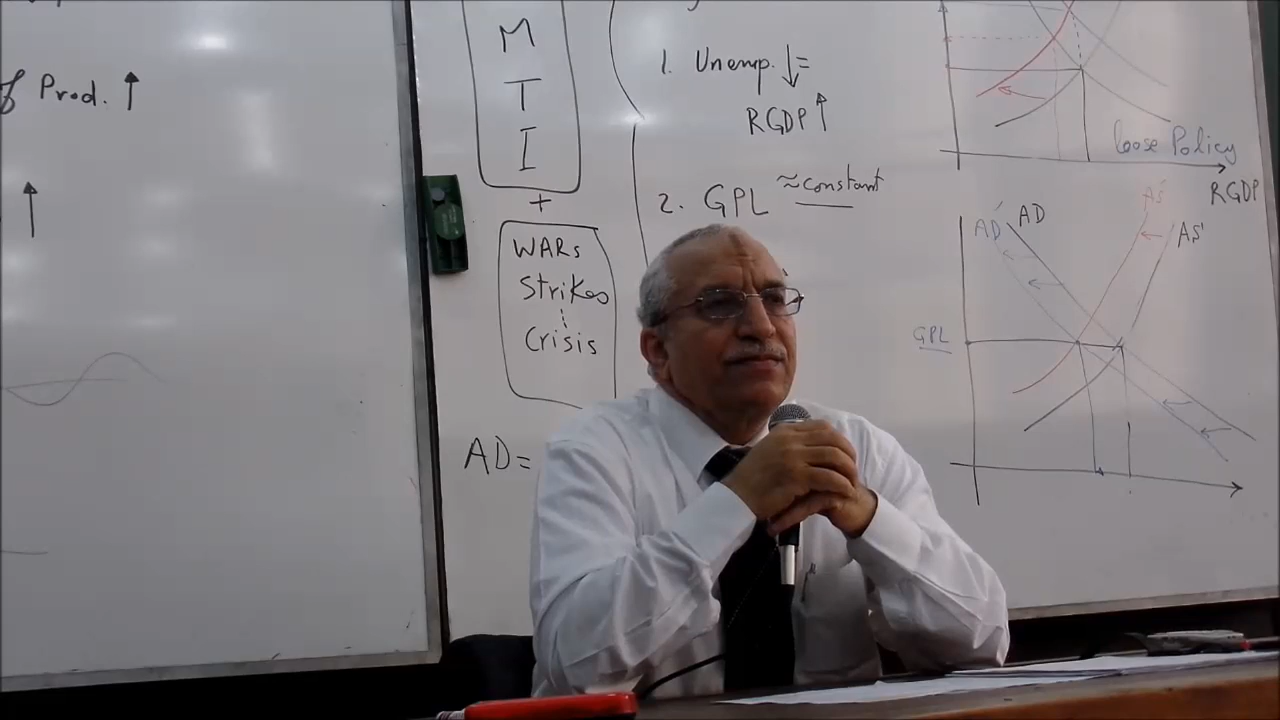 of Prod. ↑
↑
M
T
I
+
WARs
Strikes
Crisis
AD=
1. Unemp. ↓ =
RGDP ↑
2. GPL ≈constant
loose Policy
RGDP
AD' AD
AS'
AS'
GPL